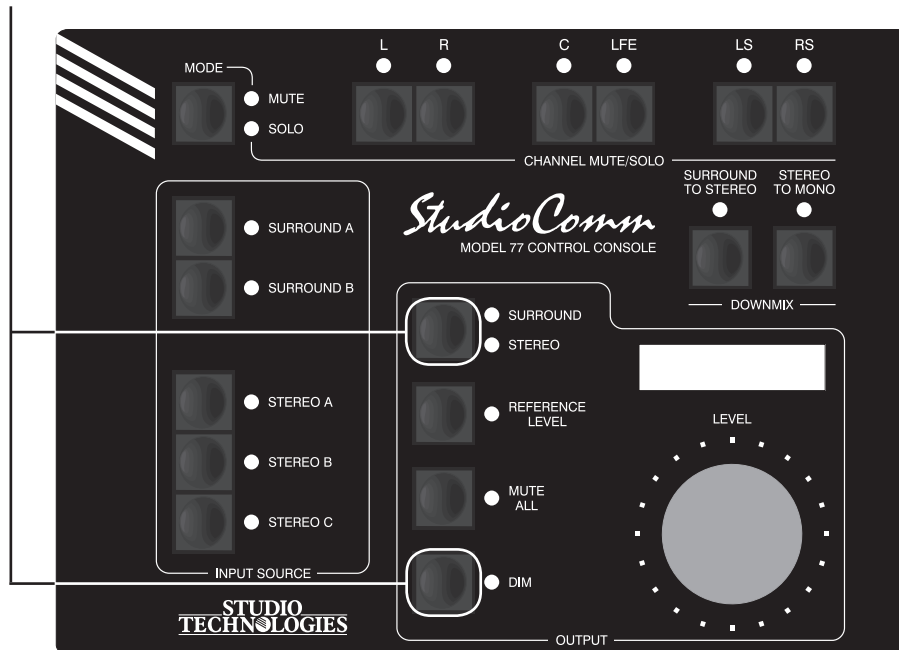 L R C LFE LS RS
MODE
MUTE
SOLO
CHANNEL MUTE/SOLO
SURROUND TO STEREO
STEREO TO MONO
DOWNMIX
StudioComm
MODEL 77 CONTROL CONSOLE
SURROUND A
SURROUND B
STEREO A
STEREO B
STEREO C
INPUT SOURCE
SURROUND
STEREO
REFERENCE
LEVEL
MUTE
ALL
DIM
LEVEL
OUTPUT
STUDIO
TECHNOLOGIES